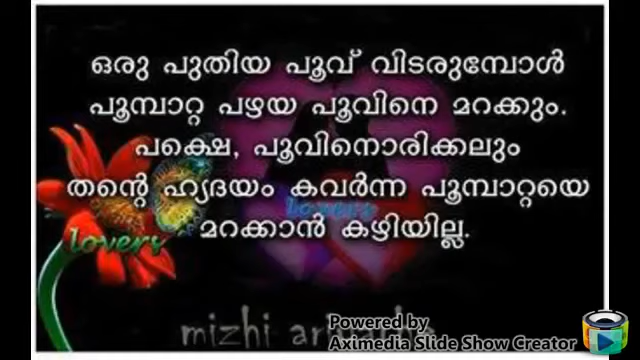 ഒരു പുതിയ പൂവ് വിടരുമ്പോൾ
പൂമ്പാറ്റ പഴയ പൂവിനെ മറക്കും.
പക്ഷെ, പൂവിനൊരിക്കലും
തന്റെ ഹൃദയം കവർന്ന പൂമ്പാറ്റയെ
lovers
മറക്കാൻ കഴിയില്ല.
lovers
mizhi
Powered by
Aximedia Slide Show Creator